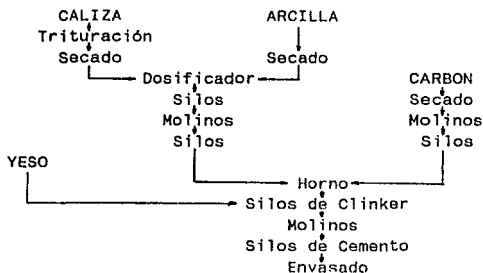 CALIZA ARCILLA
Trituración
Secado Secado
Dosificador CARBON
Silos Secado
Molinos Molinos
Silos Silos
YESO
Horno
Silos de Clinker
Molinos
Silos de Cemento
Envasado